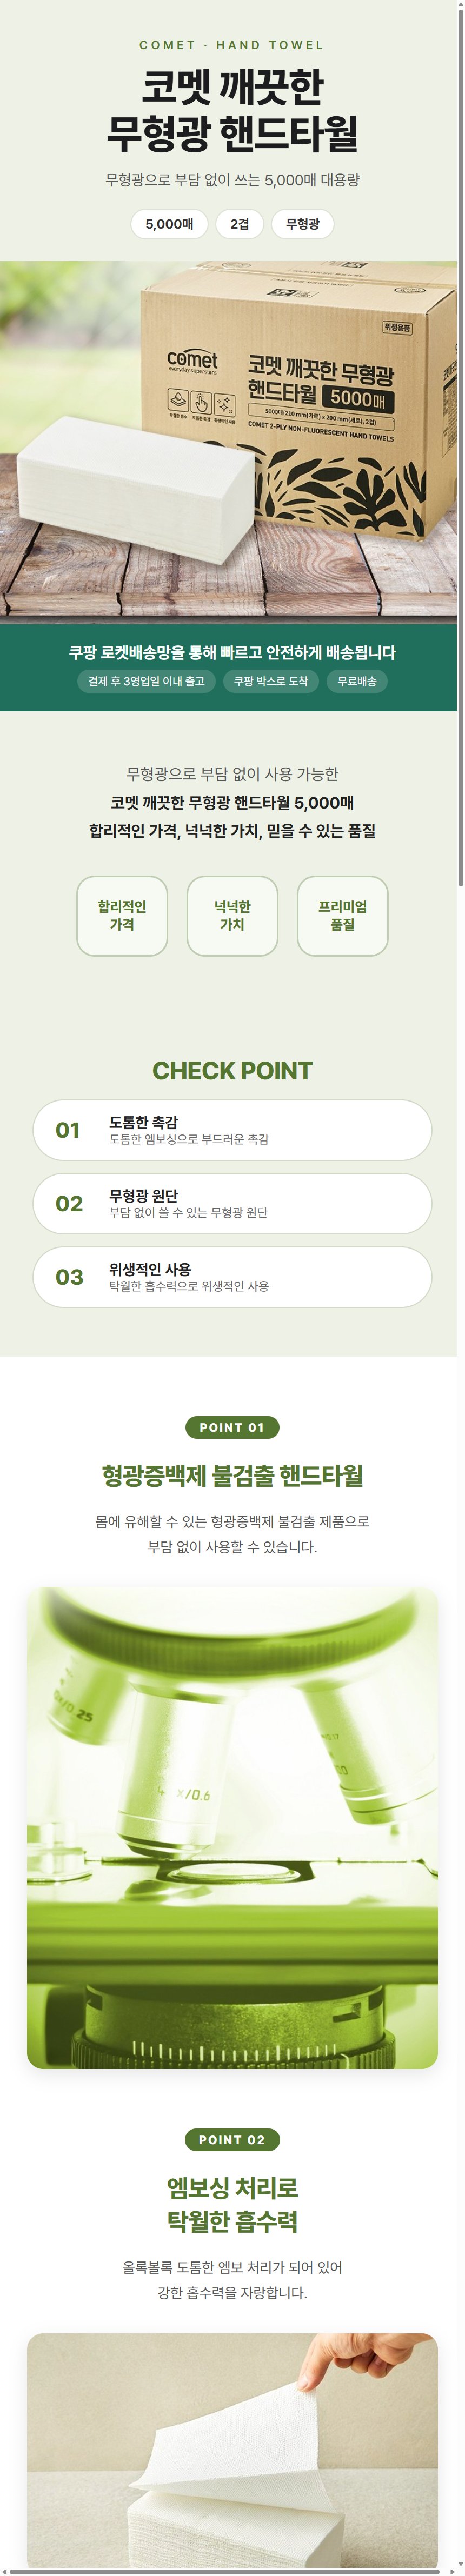 COMET · HAND TOWEL
코멧 깨끗한
무형광 핸드타월
무형광으로 부담 없이 쓰는 5,000매 대용량
5,000매
2겹
무형광
위생용품
comet
everyday superstars
코멧 깨끗한 무형광
핸드타월 5000매
5000매(210 mm(가로) x 200 mm(세로), 2겹)
COMET 2-PLY NON-FLUORESCENT HAND TOWELS
쿠팡 로켓배송망을 통해 빠르고 안전하게 배송됩니다
결제 후 3영업일 이내 출고
쿠팡 박스로 도착
무료배송
무형광으로 부담 없이 사용 가능한
코멧 깨끗한 무형광 핸드타월 5,000매
합리적인 가격, 넉넉한 가치, 믿을 수 있는 품질
합리적인
가격
넉넉한
가치
프리미엄
품질
CHECK POINT
01
도톰한 촉감
도톰한 엠보싱으로 부드러운 촉감
02
무형광 원단
부담 없이 쓸 수 있는 무형광 원단
03
위생적인 사용
탁월한 흡수력으로 위생적인 사용
POINT 01
형광증백제 불검출 핸드타월
몸에 유해할 수 있는 형광증백제 불검출 제품으로
부담 없이 사용할 수 있습니다.
POINT 02
엠보싱 처리로
탁월한 흡수력
올록볼록 도톰한 엠보 처리가 되어 있어
강한 흡수력을 자랑합니다.